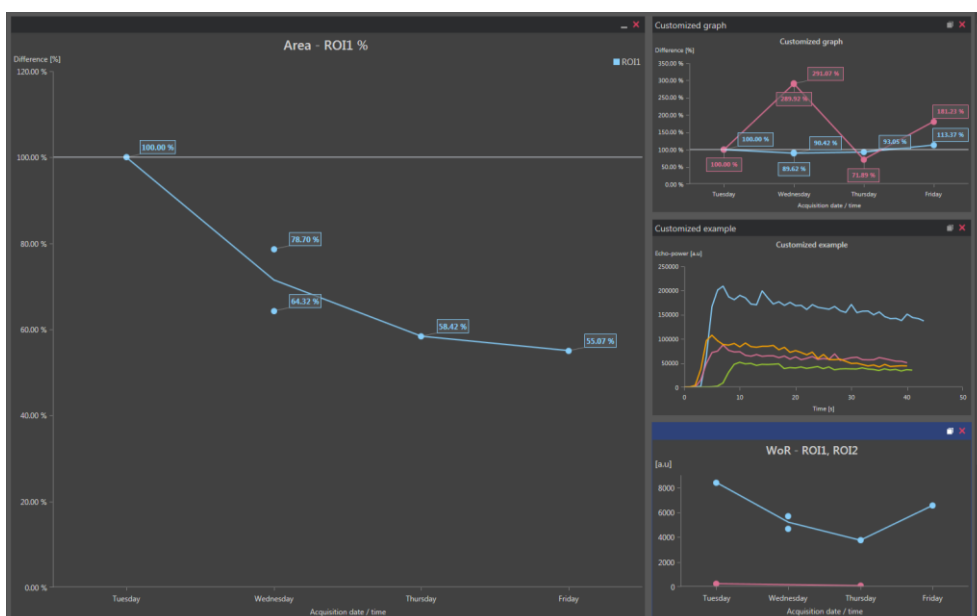 Area - ROI1 %
Difference [%]
ROI1
120.00 %
100.00 %
80.00 %
60.00 %
40.00 %
20.00 %
0.00 %
100.00 %
78.70 %
64.32 %
58.42 %
55.07 %
Tuesday
Wednesday
Thursday
Friday
Acquisition date / time
Customized graph
Customized graph
Difference [%]
350.00 %
300.00 %
250.00 %
200.00 %
150.00 %
100.00 %
50.00 %
0.00 %
291.07 %
289.92 %
181.23 %
100.00 %
90.42 %
93.05 %
113.37 %
100.00 %
89.62 %
71.89 %
Tuesday
Wednesday
Thursday
Friday
Acquisition date / time
Customized example
Customized example
Echo-power [a.u]
250000
200000
150000
100000
50000
0
0
10
20
30
40
50
Time [s]
WoR - ROI1, ROI2
[a.u]
8000
6000
4000
2000
0
Tuesday
Wednesday
Thursday
Friday
Acquisition date / time